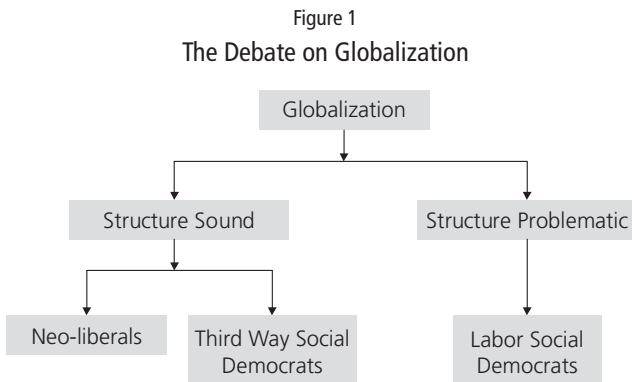 Figure 1
The Debate on Globalization
Globalization
Structure Sound
Structure Problematic
Neo-liberals
Third Way Social
Democrats
Labor Social
Democrats